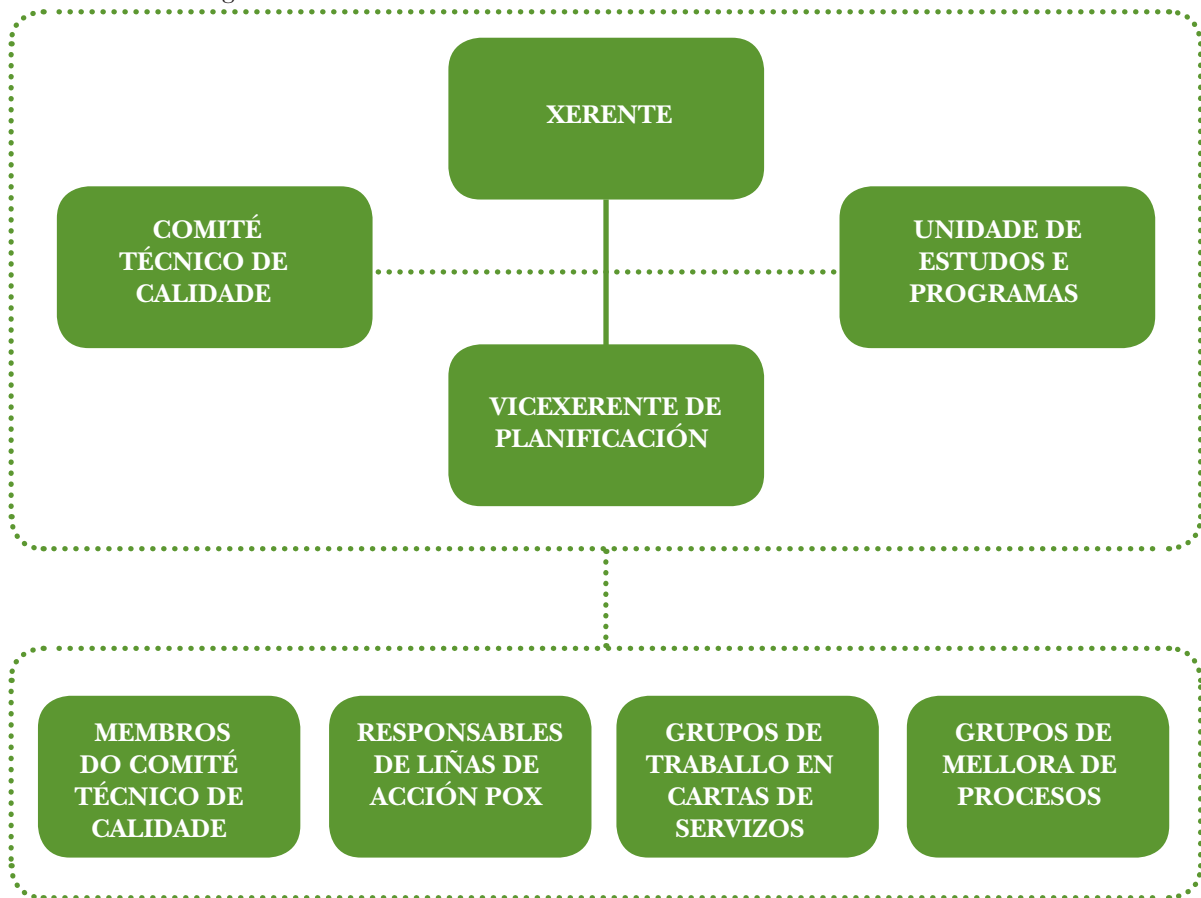 XERENTE
COMITÉ
TÉCNICO DE
CALIDADE
UNIDADE DE
ESTUDOS E
PROGRAMAS
VICEXERENTE DE
PLANIFICACIÓN
MEMBROS
DO COMITÉ
TÉCNICO DE
CALIDADE
RESPONSABLES
DE LIÑAS DE
ACCIÓN POX
GRUPOS DE
TRABALLO EN
CARTAS DE
SERVIZOS
GRUPOS DE
MELLORA DE
PROCESOS